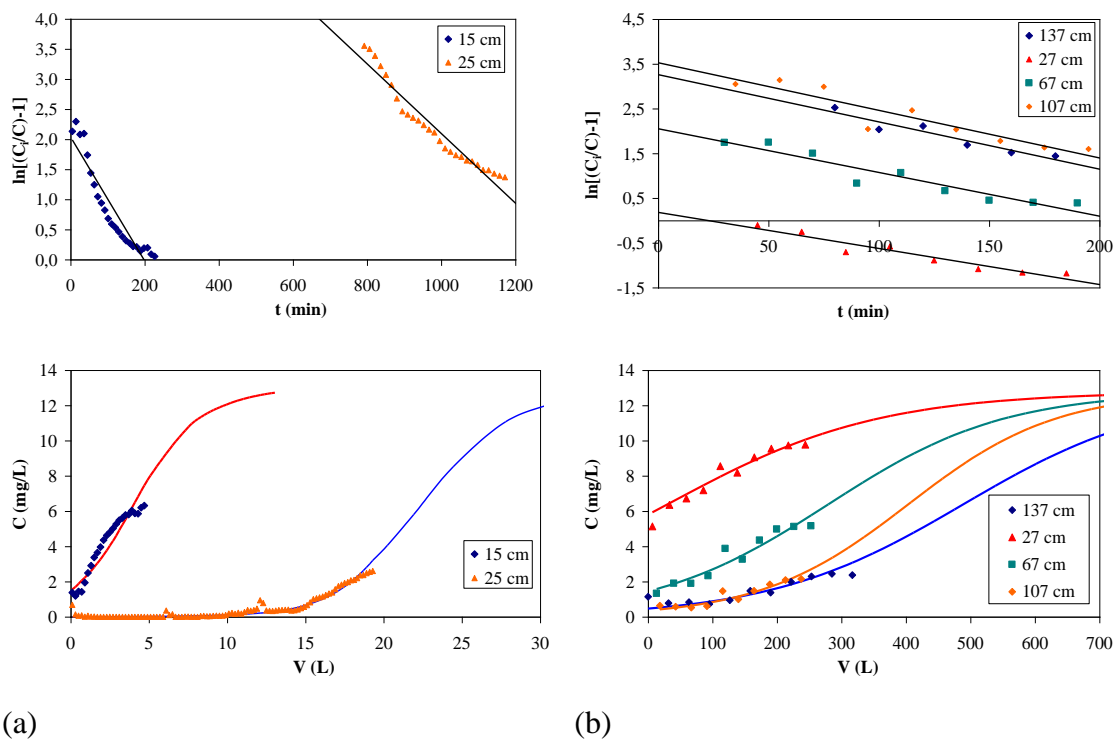 4,0
3,5
3,0
2,5
2,0
1,5
1,0
0,5
0,0
ln[(Cᵢ/C)-1]
0 200 400 600 800 1000 1200
t (min)
15 cm
25 cm
4,5
3,5
2,5
1,5
0,5
-0,5
-1,5
ln[(Cᵢ/C)-1]
0 50 100 150 200
t (min)
137 cm
27 cm
67 cm
107 cm
14
12
10
8
6
4
2
0
C (mg/L)
0 5 10 15 20 25 30
V (L)
15 cm
25 cm
14
12
10
8
6
4
2
0
C (mg/L)
0 100 200 300 400 500 600 700
V (L)
137 cm
27 cm
67 cm
107 cm
(a) (b)